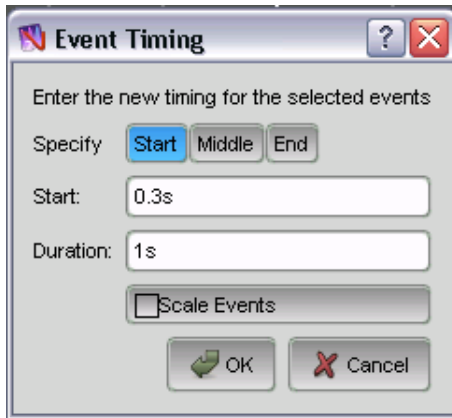 Event Timing
Enter the new timing for the selected events
Specify Start Middle End
Start: 0.3s
Duration: 1s
Scale Events
OK Cancel